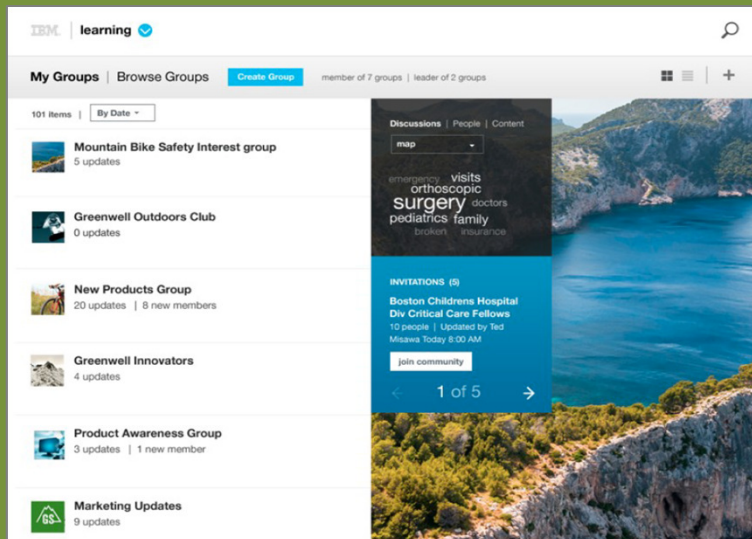 IBM. | learning
My Groups | Browse Groups Create Group member of 7 groups | leader of 2 groups
101 items | By Date
Mountain Bike Safety Interest group
5 updates
Greenwell Outdoors Club
0 updates
New Products Group
20 updates | 8 new members
Greenwell Innovators
4 updates
Product Awareness Group
3 updates | 1 new member
Marketing Updates
9 updates
GS
Discussions | People | Content
map
emergency visits
orthoscopic
surgery doctors
pediatrics family
broken insurance
INVITATIONS (5)
Boston Childrens Hospital
Div Critical Care Fellows
10 people | Updated by Ted
Misawa Today 8:00 AM
join community
1 of 5